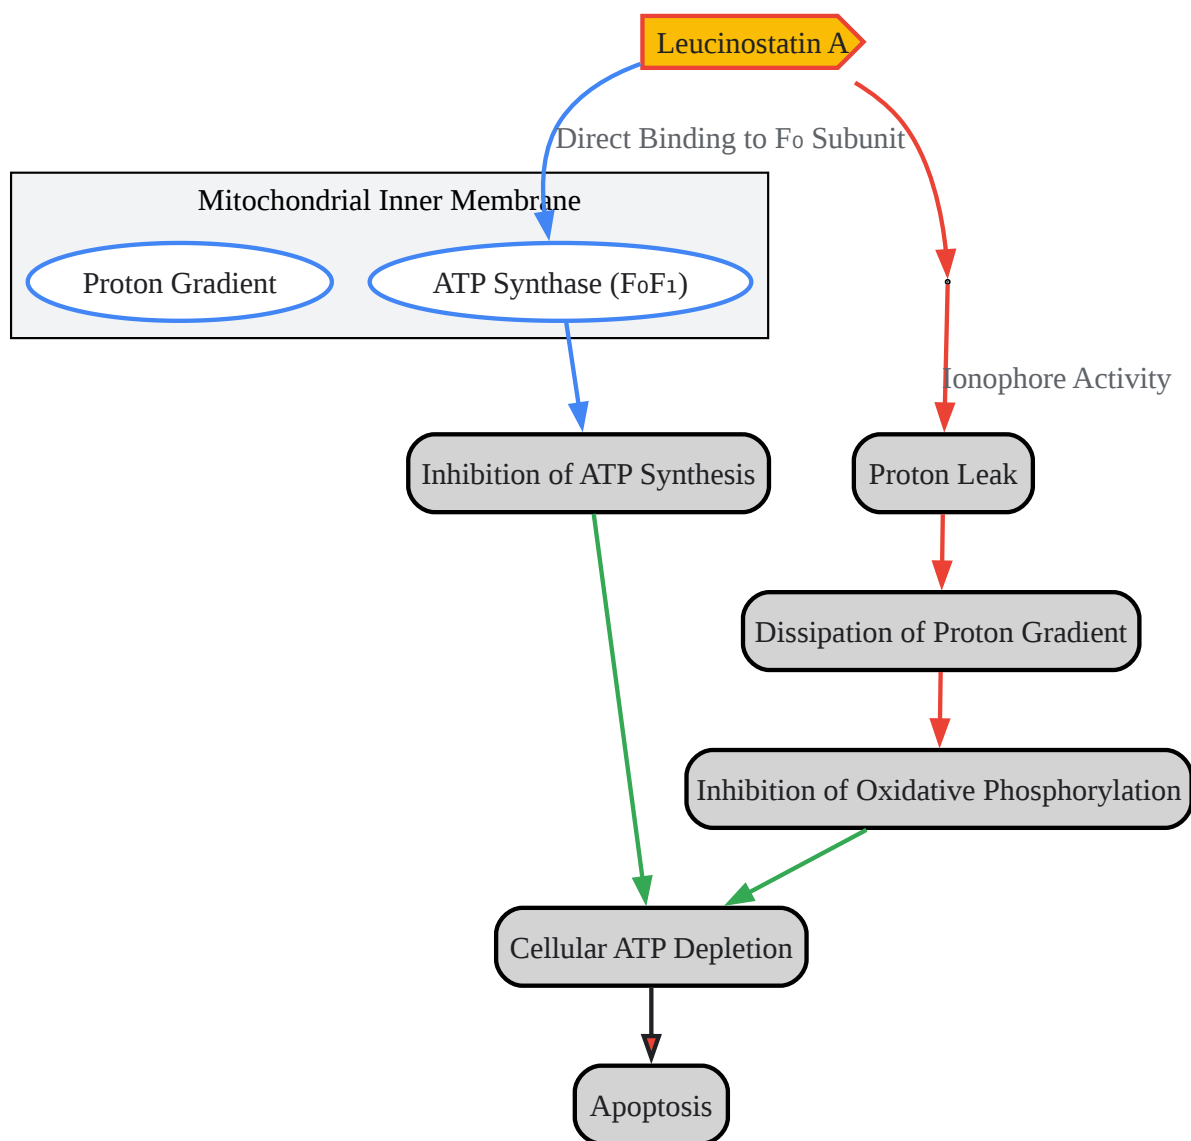 Leucinostatin A
Direct Binding to F₀ Subunit
Mitochondrial Inner Membrane
Proton Gradient
ATP Synthase (F₀F₁)
Ionophore Activity
Inhibition of ATP Synthesis
Proton Leak
Dissipation of Proton Gradient
Inhibition of Oxidative Phosphorylation
Cellular ATP Depletion
Apoptosis